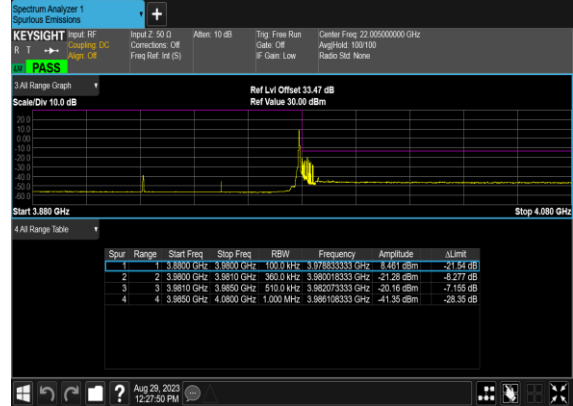 Spectrum Analyzer 1
Spurious Emissions
KEYSIGHT Input: RF Input Z: 50 Ω Atten: 10 dB Trig: Free Run Center Freq: 22.005000000 GHz
R T Coupling: DC Corrections: Off Gate: Off Avg|Hold: 100/100
Align: Off Freq Ref: Int (S) IF Gain: Low Radio Std: None
PASS
3 All Range Graph
Ref Lvl Offset 33.47 dB
Scale/Div 10.0 dB Ref Value 30.00 dBm
20.0
10.0
0.00
-10.0
-20.0
-30.0
-40.0
-50.0
-60.0
Start 3.880 GHz Stop 4.080 GHz
4 All Range Table
Spur Range Start Freq Stop Freq RBW Frequency Amplitude ΔLimit
1 1 3.8800 GHz 3.9800 GHz 100.0 kHz 3.978833333 GHz 8.461 dBm -21.54 dB
2 2 3.9800 GHz 3.9810 GHz 360.0 kHz 3.980018333 GHz -21.28 dBm -8.277 dB
3 3 3.9810 GHz 3.9850 GHz 510.0 kHz 3.982073333 GHz -20.16 dBm -7.155 dB
4 4 3.9850 GHz 4.0800 GHz 1.000 MHz 3.986108333 GHz -41.35 dBm -28.35 dB
Aug 29, 2023
12:27:50 PM